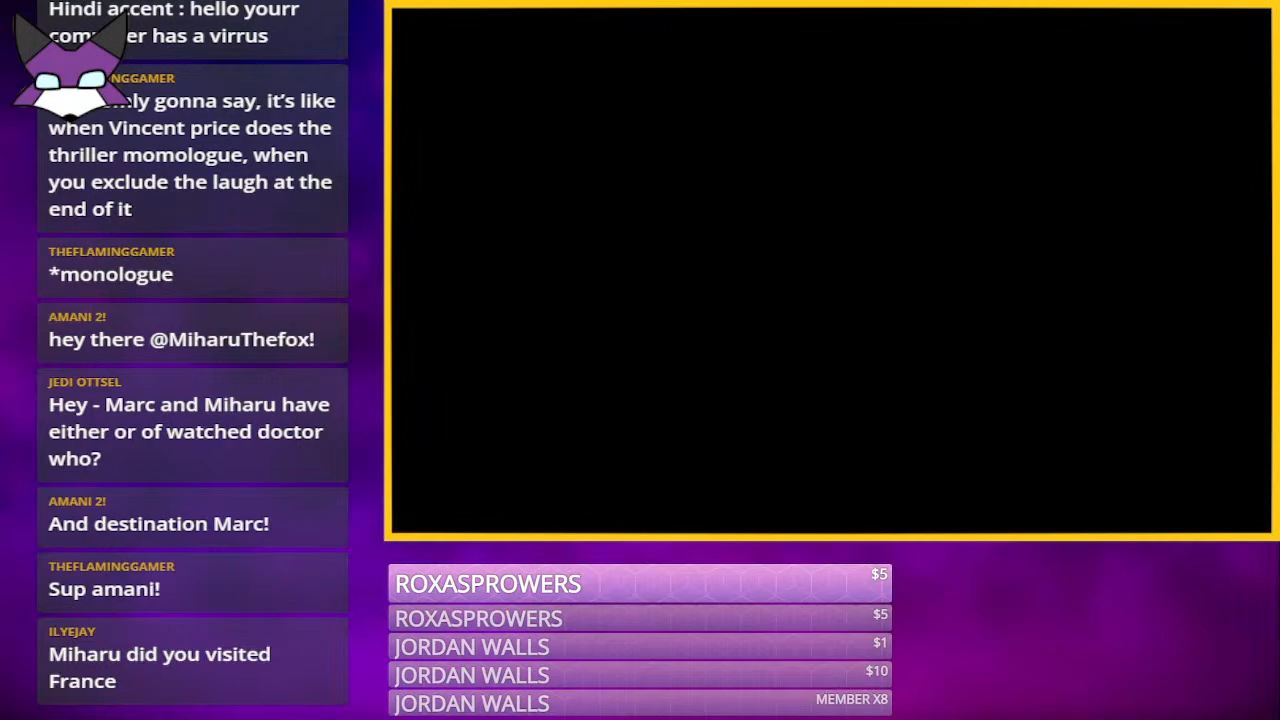 Hindi accent : hello yourr
er has a virrus
NGGAMER
gonna say, it's like
when Vincent price does the
thriller momologue, when
you exclude the laugh at the
end of it
THEFLAMINGGAMER
*monologue
AMANI 2!
hey there @MiharuThefox!
JEDI OTTSEL
Hey - Marc and Miharu have
either or of watched doctor
who?
AMANI 2!
And destination Marc!
THEFLAMINGGAMER
Sup amani!
ILYEJAY
Miharu did you visited
France
ROXASPROWERS $5
ROXASPROWERS $5
JORDAN WALLS $1
JORDAN WALLS $10
JORDAN WALLS MEMBER X8